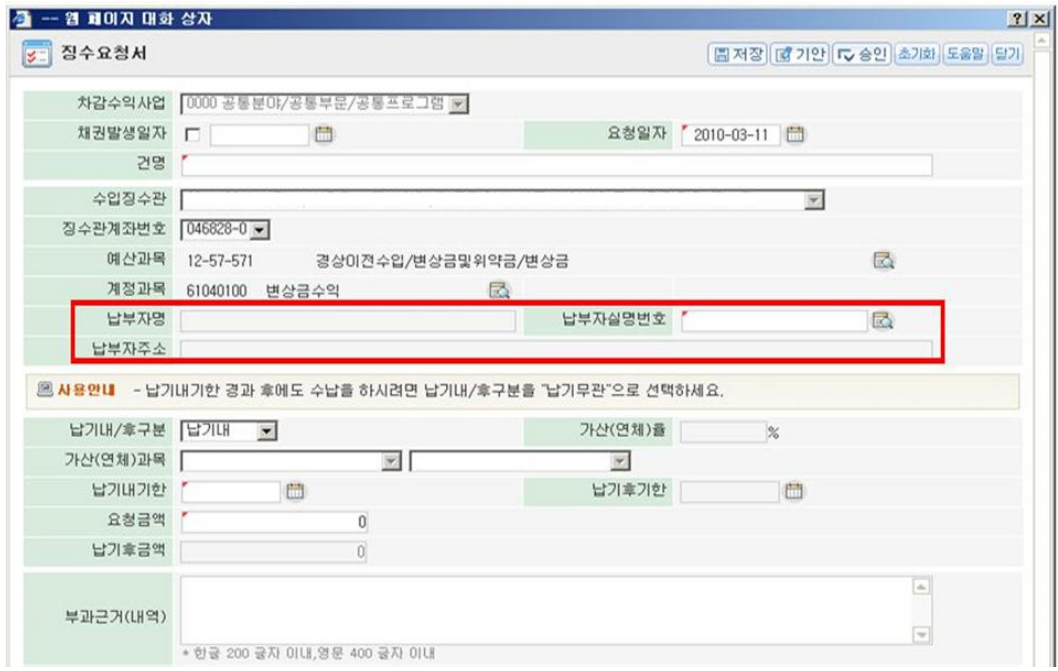 -- 웹 페이지 대화 상자
징수요청서 저장 기안 승인 초기화 도움말 닫기
차감수익사업 0000 공통분야/공통부문/공통프로그램
채권발생일자 요청일자 2010-03-11
건명
수입징수관
징수관계좌번호 046828-0
예산과목 12-57-571 경상이전수입/변상금및위약금/변상금
계정과목 61040100 변상금수익
납부자명 납부자실명번호
납부자주소
사용안내 - 납기내기한 경과 후에도 수납을 하시려면 납기내/후구분을 "납기무관"으로 선택하세요.
납기내/후구분 납기내 가산(연체)율 %
가산(연체)과목
납기내기한 납기후기한
요청금액 0
납기후금액 0
부과근거(내역)
* 한글 200 글자 이내,영문 400 글자 이내